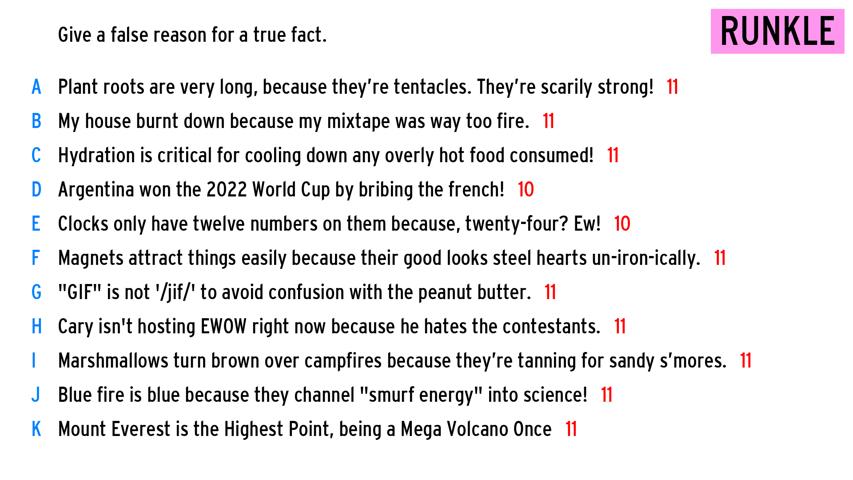 Give a false reason for a true fact.
RUNKLE
A Plant roots are very long, because they're tentacles. They're scarily strong! 11
B My house burnt down because my mixtape was way too fire. 11
C Hydration is critical for cooling down any overly hot food consumed! 11
D Argentina won the 2022 World Cup by bribing the french! 10
E Clocks only have twelve numbers on them because, twenty-four? Ew! 10
F Magnets attract things easily because their good looks steel hearts un-iron-ically. 11
G "GIF" is not '/jif/' to avoid confusion with the peanut butter. 11
H Cary isn't hosting EWOW right now because he hates the contestants. 11
I Marshmallows turn brown over campfires because they're tanning for sandy s'mores. 11
J Blue fire is blue because they channel "smurf energy" into science! 11
K Mount Everest is the Highest Point, being a Mega Volcano Once 11